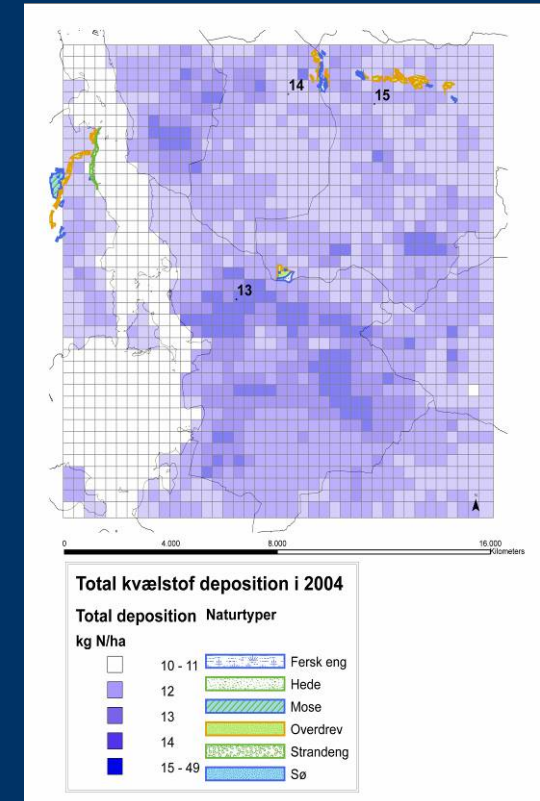 14
15
13
0 4.000 8.000 16.000
Kilometers
Total kvælstof deposition i 2004
Total deposition Naturtyper
kg N/ha
10 - 11 Fersk eng
12 Hede
13 Mose
14 Overdrev
15 - 49 Strandeng
Sø